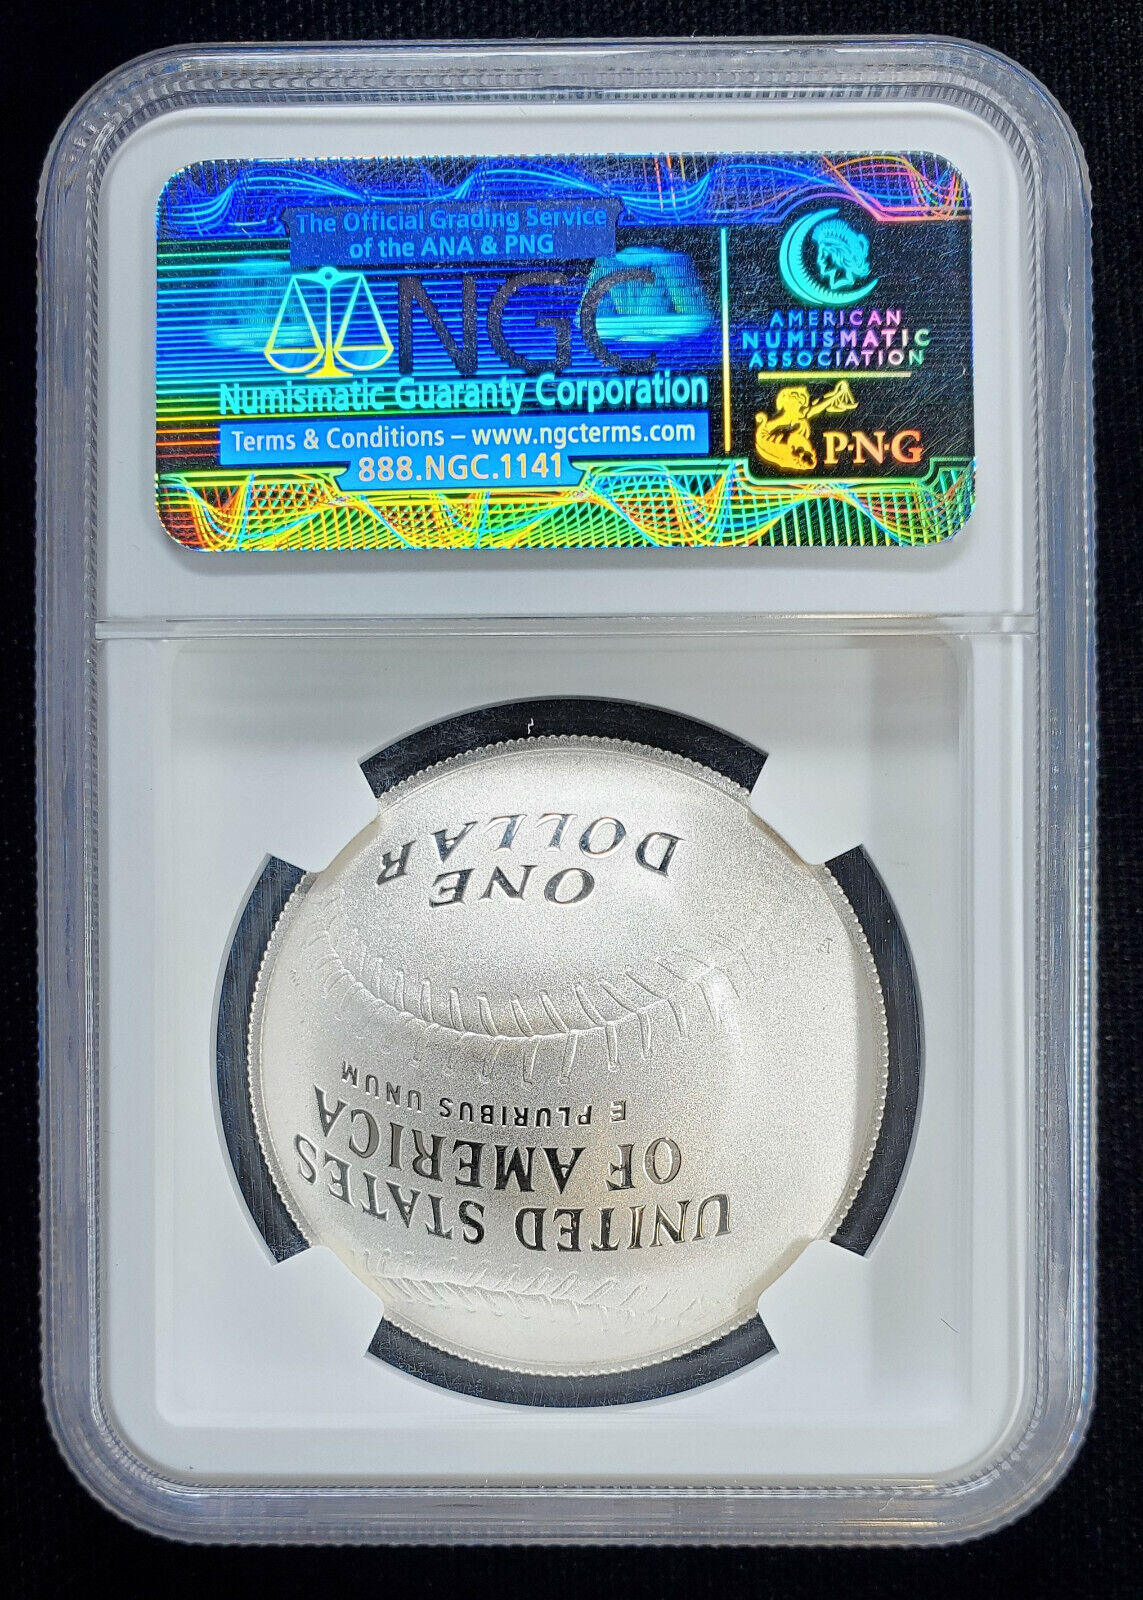 The Official Grading Service
of the ANA & PNG
NGC
Numismatic Guaranty Corporation
Terms & Conditions – www.ngcterms.com
888.NGC.1141
AMERICAN
NUMISMATIC
ASSOCIATION
P·N·G
UNITED STATES
OF AMERICA
E PLURIBUS UNUM
ONE
DOLLAR